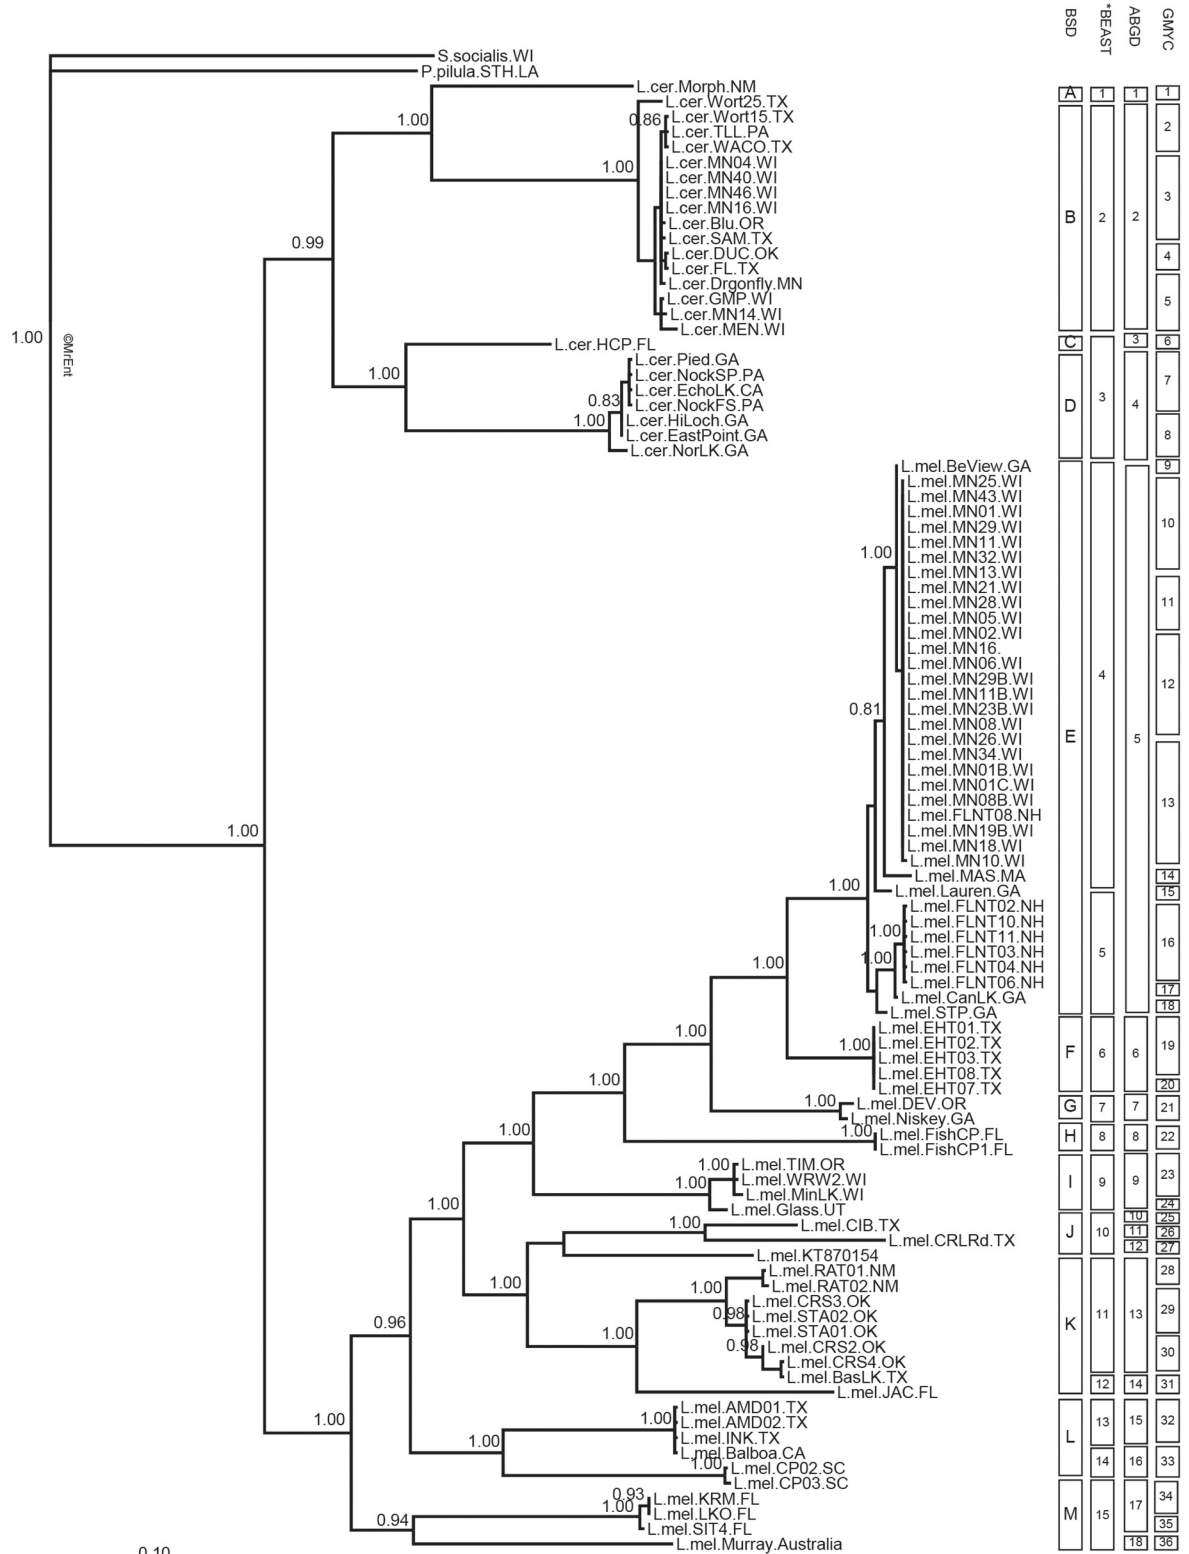 BSD
*BEAST
ABGD
GMYC
S.socialis.WI
P.pilula.STH.LA
L.cer.Morph.NM
A 1 1 1
L.cer.Wort25.TX
0.86 L.cer.Wort15.TX
1.00 L.cer.TLL.PA 2
L.cer.WACO.TX
1.00 L.cer.MN04.WI
L.cer.MN40.WI
L.cer.MN46.WI 3
L.cer.MN16.WI
B 2 2
L.cer.Blu.OR
L.cer.SAM.TX
0.99 L.cer.DUC.OK 4
L.cer.FL.TX
L.cer.Drgonfly.MN
L.cer.GMP.WI 5
L.cer.MN14.WI
L.cer.MEN.WI
1.00 ©MrEnt
L.cer.HCP.FL C 3 6
L.cer.Pied.GA
1.00 L.cer.NockSP.PA 7
L.cer.EchoLK.CA
0.83 L.cer.NockFS.PA D 3 4
1.00 L.cer.HiLoch.GA
L.cer.EastPoint.GA 8
L.cer.NorLK.GA
L.mel.BeView.GA 9
L.mel.MN25.WI
L.mel.MN43.WI
L.mel.MN01.WI
L.mel.MN29.WI 10
L.mel.MN11.WI
1.00 L.mel.MN32.WI
L.mel.MN13.WI
L.mel.MN21.WI
L.mel.MN28.WI 11
L.mel.MN05.WI
L.mel.MN02.WI
L.mel.MN16.
L.mel.MN06.WI
L.mel.MN29B.WI 4 12
L.mel.MN11B.WI
0.81 L.mel.MN23B.WI
L.mel.MN08.WI
L.mel.MN26.WI E 5
L.mel.MN34.WI
L.mel.MN01B.WI
L.mel.MN01C.WI
L.mel.MN08B.WI 13
L.mel.FLNT08.NH
1.00 L.mel.MN19B.WI
L.mel.MN18.WI
L.mel.MN10.WI
L.mel.MAS.MA 14
1.00 L.mel.Lauren.GA 15
L.mel.FLNT02.NH
L.mel.FLNT10.NH
1.00 L.mel.FLNT11.NH 16
L.mel.FLNT03.NH 5
1.00 1.00 L.mel.FLNT04.NH
L.mel.FLNT06.NH 17
L.mel.CanLK.GA
L.mel.STP.GA 18
L.mel.EHT01.TX
1.00 L.mel.EHT02.TX
1.00 L.mel.EHT03.TX F 6 6 19
L.mel.EHT08.TX
1.00 L.mel.EHT07.TX 20
1.00 L.mel.DEV.OR G 7 7 21
L.mel.Niskey.GA
1.00 1.00 L.mel.FishCP.FL H 8 8 22
L.mel.FishCP1.FL
1.00 L.mel.TIM.OR
1.00 L.mel.WRW2.WI I 9 9 23
L.mel.MinLK.WI
1.00 L.mel.Glass.UT 24
1.00 L.mel.CIB.TX 10 25
J 10 11 26
L.mel.CRLRd.TX
L.mel.KT870154 12 27
L.mel.RAT01.NM 28
1.00 1.00 L.mel.RAT02.NM
L.mel.CRS3.OK
0.98 L.mel.STA02.OK K 11 13 29
0.96 1.00 L.mel.STA01.OK
0.98 L.mel.CRS2.OK 30
L.mel.CRS4.OK
L.mel.BasLK.TX
12 14 31
L.mel.JAC.FL
L.mel.AMD01.TX
1.00 1.00 L.mel.AMD02.TX 13 15 32
1.00 L.mel.INK.TX L
L.mel.Balboa.CA
1.00 L.mel.CP02.SC 14 16 33
L.mel.CP03.SC
0.93 L.mel.KRM.FL 34
1.00 L.mel.LKO.FL 17
0.94 L.mel.SIT4.FL M 15 35
L.mel.Murray.Australia 18 36
0.10